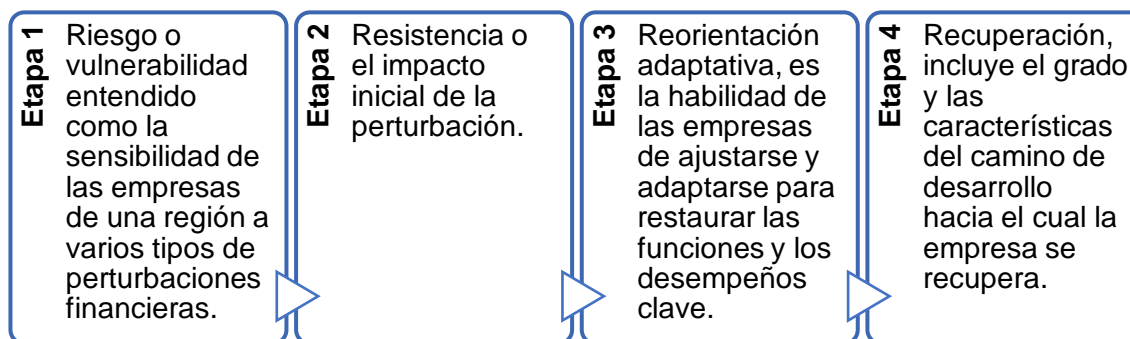 Etapa 1
Riesgo o
vulnerabilidad
entendido
como la
sensibilidad de
las empresas
de una región a
varios tipos de
perturbaciones
financieras.
Etapa 2
Resistencia o
el impacto
inicial de la
perturbación.
Etapa 3
Reorientación
adaptativa, es
la habilidad de
las empresas
de ajustarse y
adaptarse para
restaurar las
funciones y los
desempeños
clave.
Etapa 4
Recuperación,
incluye el grado
y las
características
del camino de
desarrollo
hacia el cual la
empresa se
recupera.